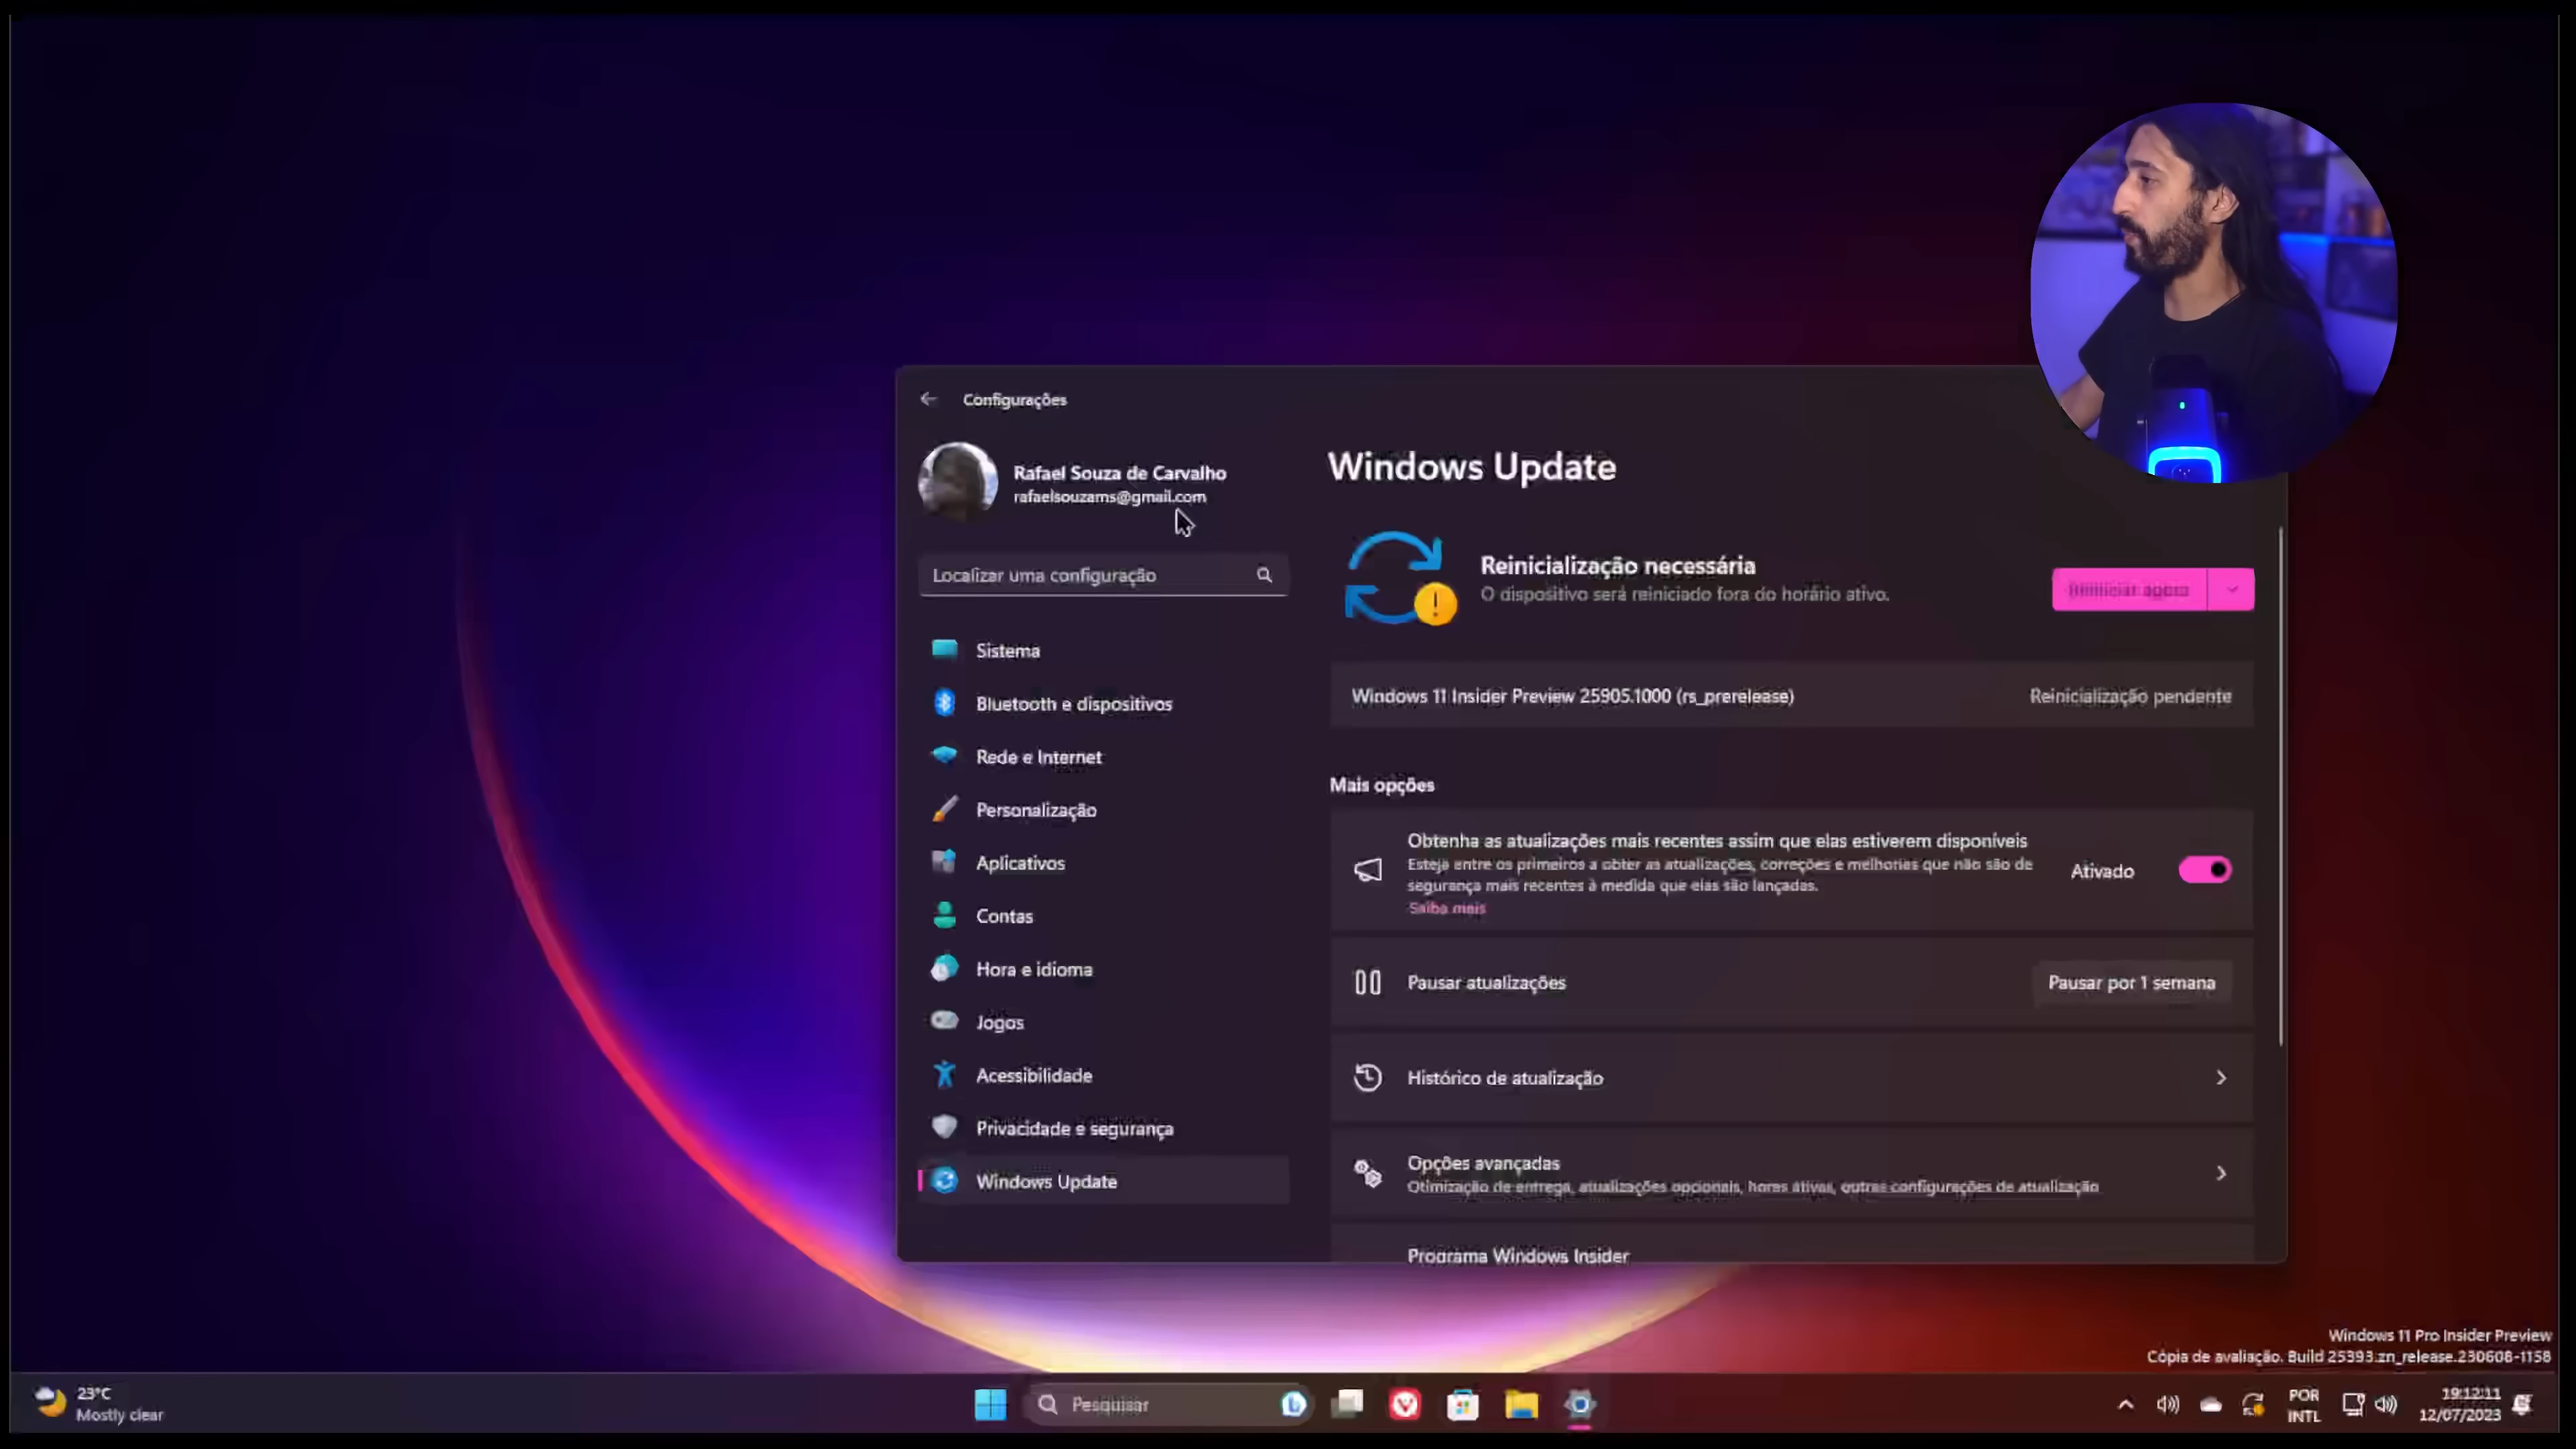 Configurações
Rafael Souza de Carvalho
rafaelsouzams@gmail.com
Localizar uma configuração
Sistema
Bluetooth e dispositivos
Rede e Internet
Personalização
Aplicativos
Contas
Hora e idioma
Jogos
Acessibilidade
Privacidade e segurança
Windows Update
Windows Update
Reinicialização necessária
O dispositivo será reiniciado fora do horário ativo.
Reiniciar agora
Windows 11 Insider Preview 25905.1000 (rs_prerelease)
Reinicialização pendente
Mais opções
Obtenha as atualizações mais recentes assim que elas estiverem disponíveis
Esteja entre os primeiros a obter as atualizações, correções e melhorias que não são de
segurança mais recentes à medida que elas são lançadas.
Saiba mais
Ativado
Pausar atualizações
Pausar por 1 semana
Histórico de atualização
Opções avançadas
Otimização de entrega, atualizações opcionais, horas ativas, outras configurações de atualização
Programa Windows Insider
Windows 11 Pro Insider Preview
Cópia de avaliação. Build 25393.zn_release.230608-1158
23°C
Mostly clear
Pesquisar
POR
INTL
19:12:11
12/07/2023